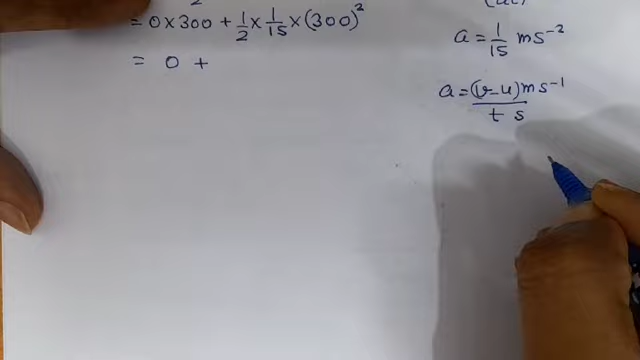 = 0 × 300 + 1/2 × 1/15 × (300)²
= 0 +
a = 1/15 ms⁻²
a = (v-u) ms⁻¹ / t s